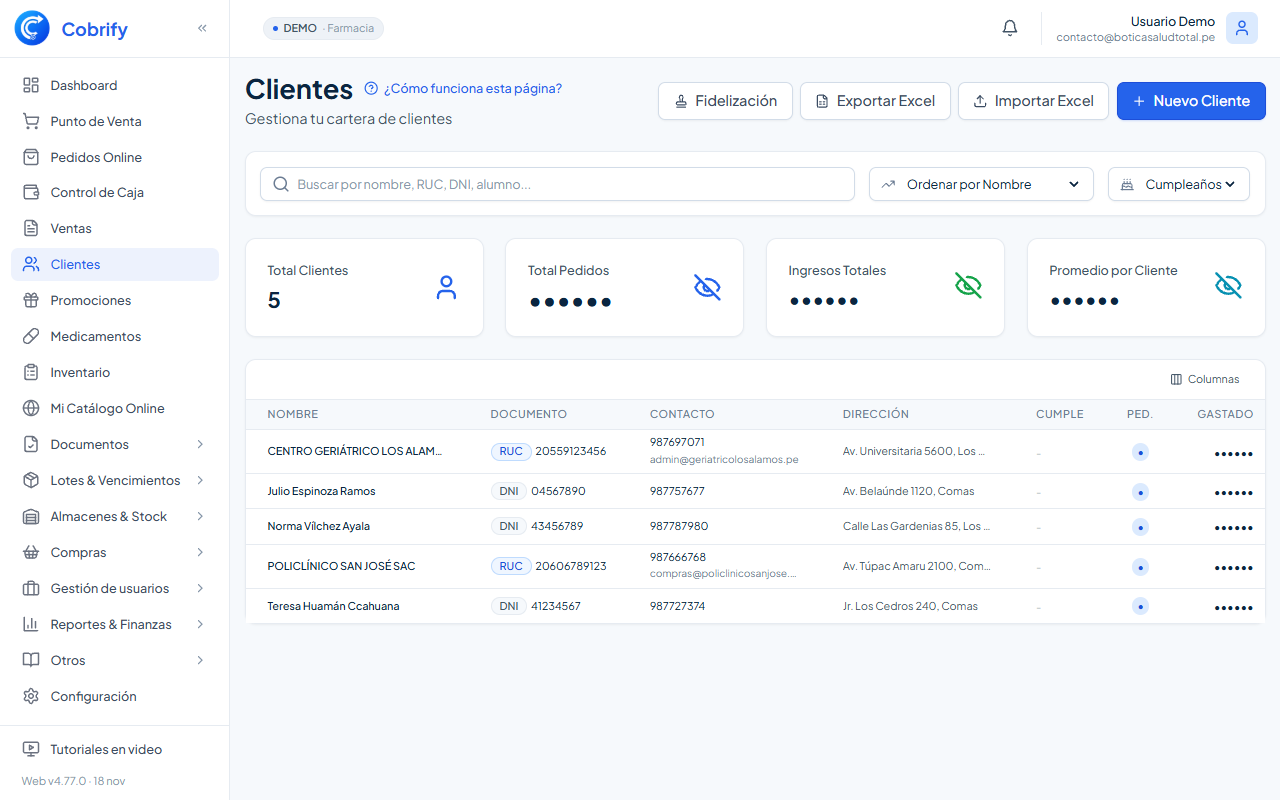 Cobrify
DEMO · Farmacia
Usuario Demo
contacto@boticasaludtotal.pe
Dashboard
Punto de Venta
Pedidos Online
Control de Caja
Ventas
Clientes
Promociones
Medicamentos
Inventario
Mi Catálogo Online
Documentos
Lotes & Vencimientos
Almacenes & Stock
Compras
Gestión de usuarios
Reportes & Finanzas
Otros
Configuración
Tutoriales en video
Web v4.77.0 · 18 nov
Clientes
¿Cómo funciona esta página?
Gestiona tu cartera de clientes
Fidelización
Exportar Excel
Importar Excel
Nuevo Cliente
Buscar por nombre, RUC, DNI, alumno...
Ordenar por Nombre
Cumpleaños
Total Clientes
5
Total Pedidos
••••••
Ingresos Totales
••••••
Promedio por Cliente
••••••
Columnas
NOMBRE DOCUMENTO CONTACTO DIRECCIÓN CUMPLE PED. GASTADO
CENTRO GERIÁTRICO LOS ALAM... RUC 20559123456 987697071 Av. Universitaria 5600, Los ... - • ••••••
admin@geriatricolosalamos.pe
Julio Espinoza Ramos DNI 04567890 987757677 Av. Belaúnde 1120, Comas - • ••••••
Norma Vílchez Ayala DNI 43456789 987787980 Calle Las Gardenias 85, Los ... - • ••••••
POLICLÍNICO SAN JOSÉ SAC RUC 20606789123 987666768 Av. Túpac Amaru 2100, Com... - • ••••••
compras@policlinicosanjose....
Teresa Huamán Ccahuana DNI 41234567 987727374 Jr. Los Cedros 240, Comas - • ••••••